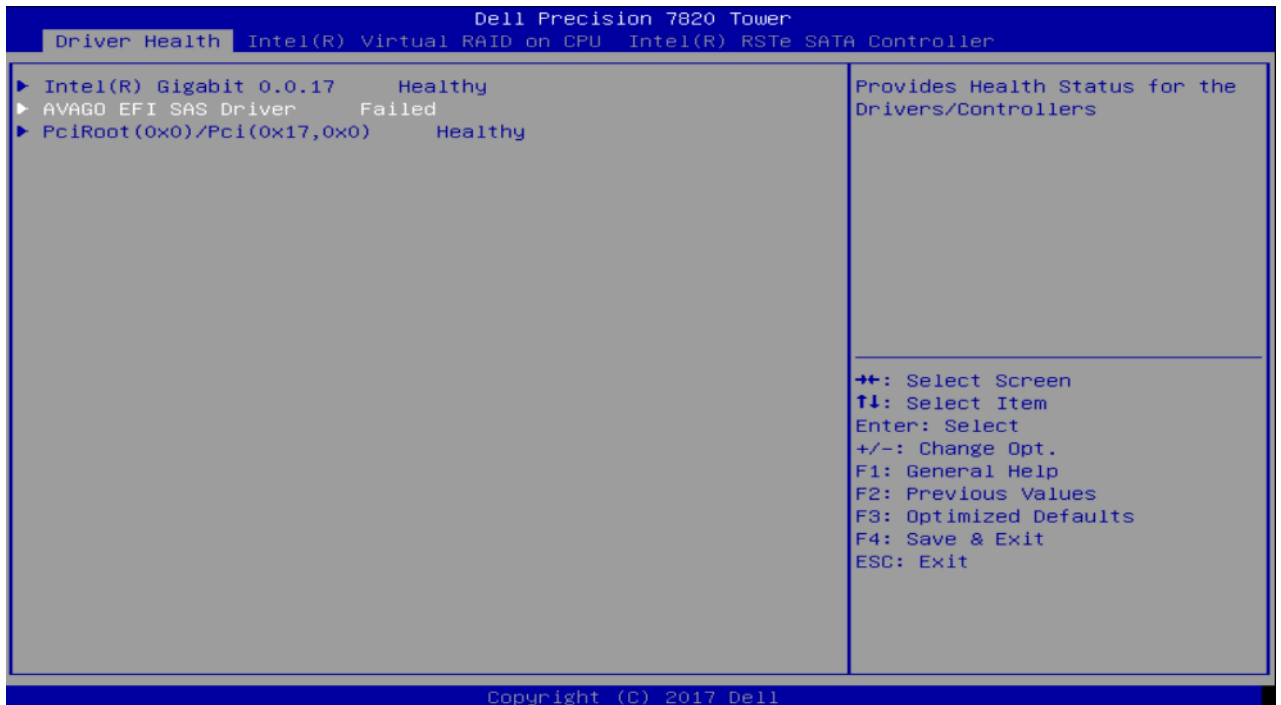 Dell Precision 7820 Tower
Driver Health Intel(R) Virtual RAID on CPU Intel(R) RSTe SATA Controller
▶ Intel(R) Gigabit 0.0.17 Healthy
▶ AVAGO EFI SAS Driver Failed
▶ PciRoot(0x0)/Pci(0x17,0x0) Healthy
Provides Health Status for the
Drivers/Controllers
→←: Select Screen
↑↓: Select Item
Enter: Select
+/-: Change Opt.
F1: General Help
F2: Previous Values
F3: Optimized Defaults
F4: Save & Exit
ESC: Exit
Copyright (C) 2017 Dell